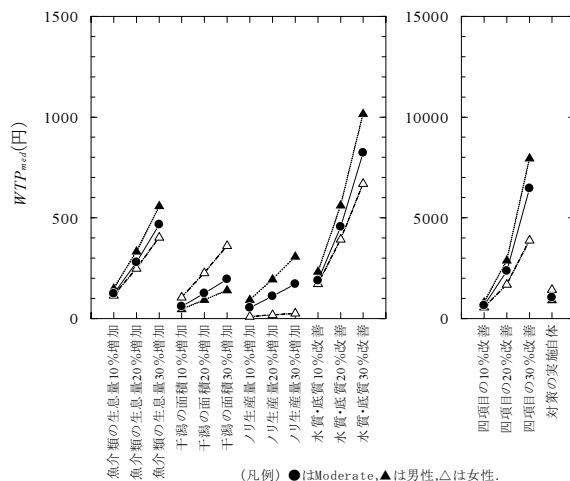 1500
1000
500
0
WTPmed(円)
魚介類の生息量10%増加
魚介類の生息量20%増加
魚介類の生息量30%増加
干潟の面積10%増加
干潟の面積20%増加
干潟の面積30%増加
ノリ生産量10%増加
ノリ生産量20%増加
ノリ生産量30%増加
水質・底質10%改善
水質・底質20%改善
水質・底質30%改善
15000
10000
5000
0
四項目の10%改善
四項目の20%改善
四項目の30%改善
対策の実施自体
(凡例) ●はModerate,▲は男性,△は女性.